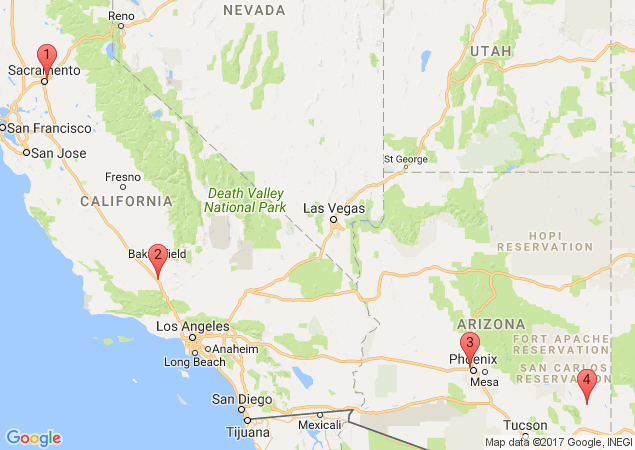 NEVADA
Reno
1
UTAH
Sacramento
San Francisco
San Jose
St George
Fresno
Death Valley
National Park
CALIFORNIA
Las Vegas
HOPI
RESERVATION
2
Bakersfield
Los Angeles
Anaheim
Long Beach
ARIZONA
3
FORT APACHE
RESERVATION
Phoenix
Mesa
SAN CARLOS
RESERVATION
4
San Diego
Tijuana
Mexicali
Tucson
Google
Map data ©2017 Google, INEGI